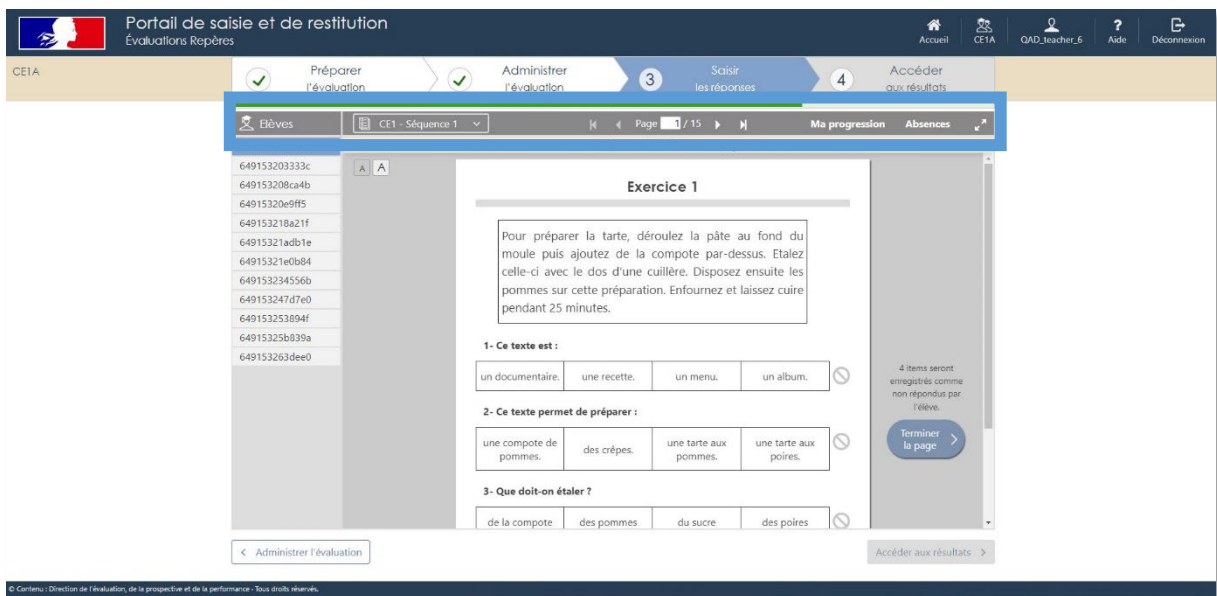 Portail de saisie et de restitution
Évaluations Repères
Accueil
CE1A
QAD_teacher_6
?
Aide
Déconnexion
CE1A
Préparer
l'évaluation
Administrer
l'évaluation
3
Saisir
les réponses
4
Accéder
aux résultats
Elèves
CE1 - Séquence 1
Page 1 / 15
Ma progression
Absences
649153203333c
649153208ca4b
64915320e9ff5
649153218a21f
64915321adb1e
64915321e0b84
649153234556b
649153247d7e0
649153253894f
64915325b839a
649153263dee0
A A
Exercice 1
Pour préparer la tarte, déroulez la pâte au fond du
moule puis ajoutez de la compote par-dessus. Etalez
celle-ci avec le dos d'une cuillère. Disposez ensuite les
pommes sur cette préparation. Enfournez et laissez cuire
pendant 25 minutes.
1- Ce texte est :
un documentaire.
une recette.
un menu.
un album.
2- Ce texte permet de préparer :
une compote de
pommes.
des crêpes.
une tarte aux
pommes.
une tarte aux
poires.
3- Que doit-on étaler ?
de la compote
des pommes
du sucre
des poires
4 items seront
enregistrés comme
non répondus par
l'élève.
Terminer
la page
Administrer l'évaluation
Accéder aux résultats
© Contenu : Direction de l'évaluation, de la prospective et de la performance - Tous droits réservés.